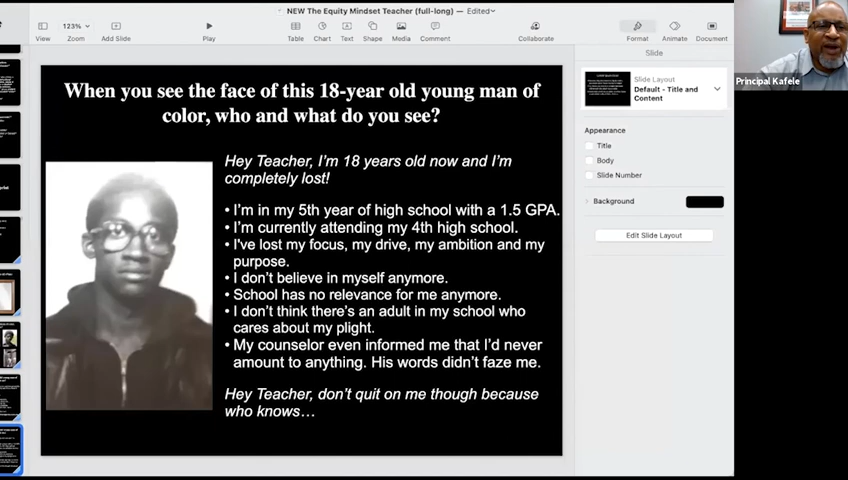 NEW The Equity Mindset Teacher (full-long) — Edited
123%
View
Zoom
Add Slide
Play
Table
Chart
Text
Shape
Media
Comment
Collaborate
Format
Animate
Document
Principal Kafele
Slide
Slide Layout
Default - Title and
Content
Appearance
Title
Body
Slide Number
Background
Edit Slide Layout
When you see the face of this 18-year old young man of
color, who and what do you see?
Hey Teacher, I'm 18 years old now and I'm
completely lost!
• I'm in my 5th year of high school with a 1.5 GPA.
• I'm currently attending my 4th high school.
• I've lost my focus, my drive, my ambition and my
purpose.
• I don't believe in myself anymore.
• School has no relevance for me anymore.
• I don't think there's an adult in my school who
cares about my plight.
• My counselor even informed me that I'd never
amount to anything. His words didn't faze me.
Hey Teacher, don't quit on me though because
who knows…